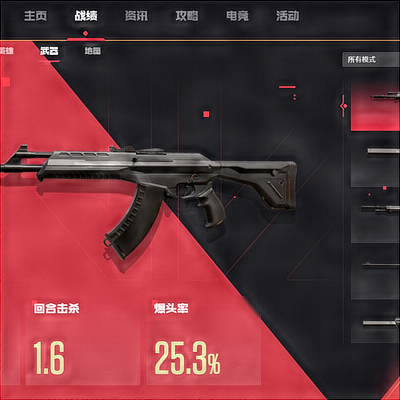 主页 战绩 资讯 攻略 电竞 活动
英雄 武器 地图
所有模式
回合击杀 爆头率
1.6 25.3%